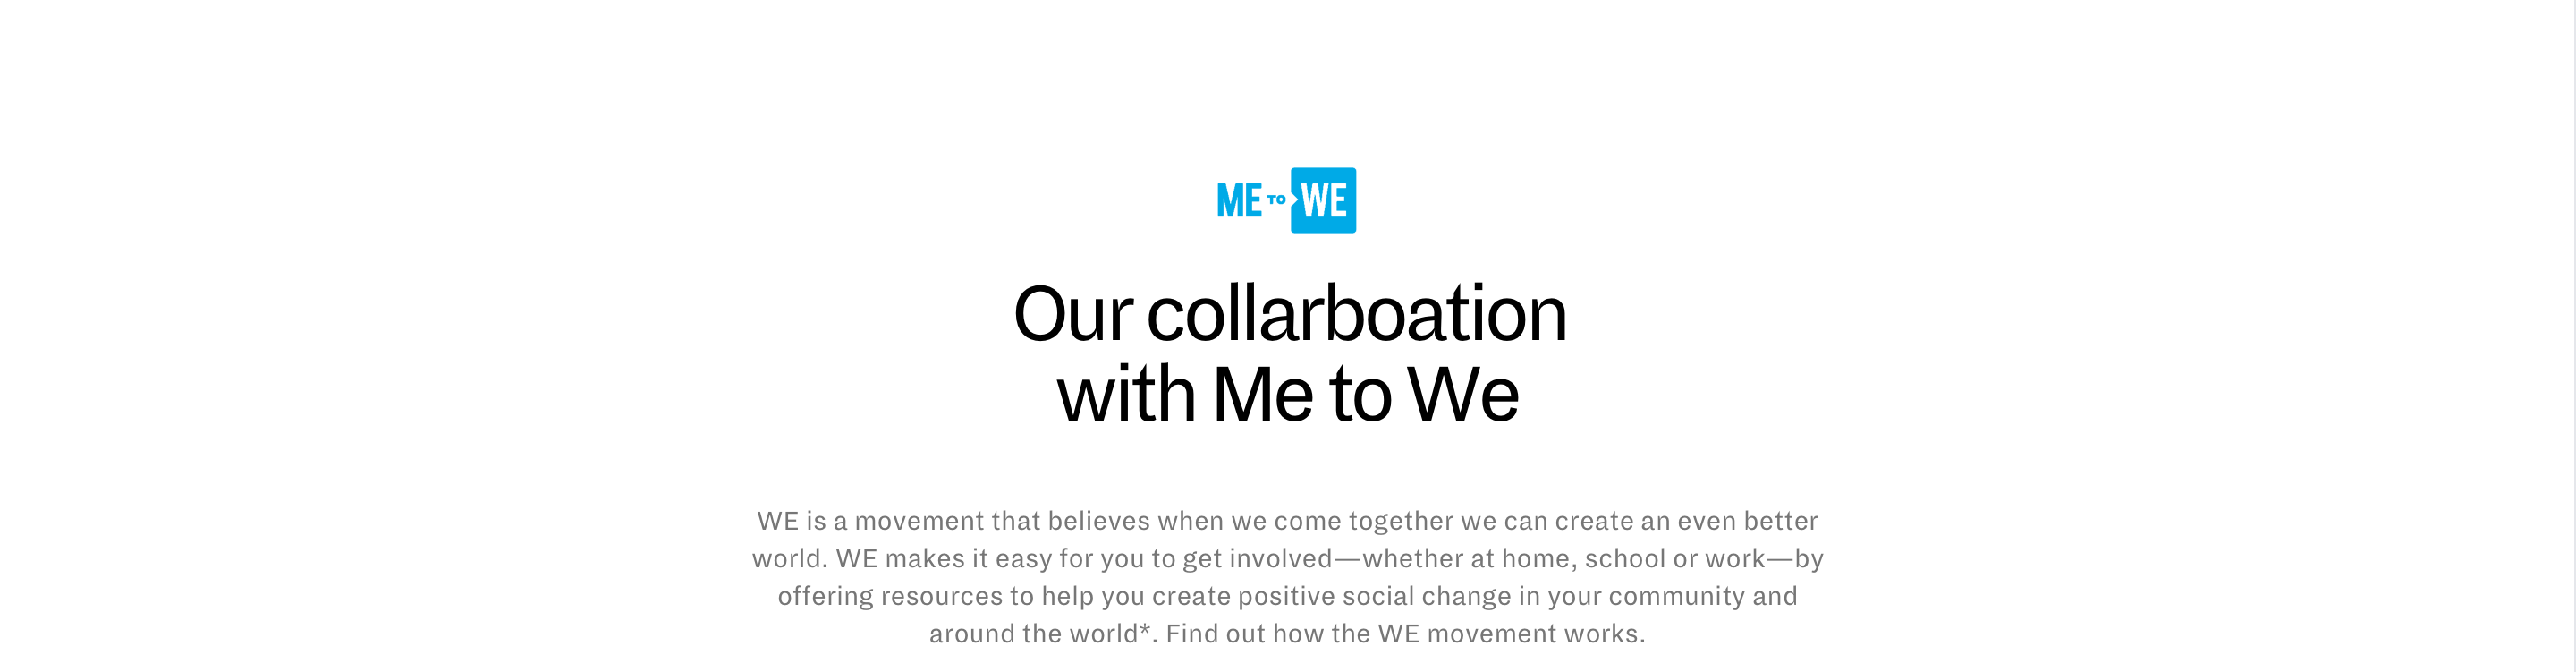 ME TO WE
Our collarboation
with Me to We
WE is a movement that believes when we come together we can create an even better
world. WE makes it easy for you to get involved—whether at home, school or work—by
offering resources to help you create positive social change in your community and
around the world*. Find out how the WE movement works.